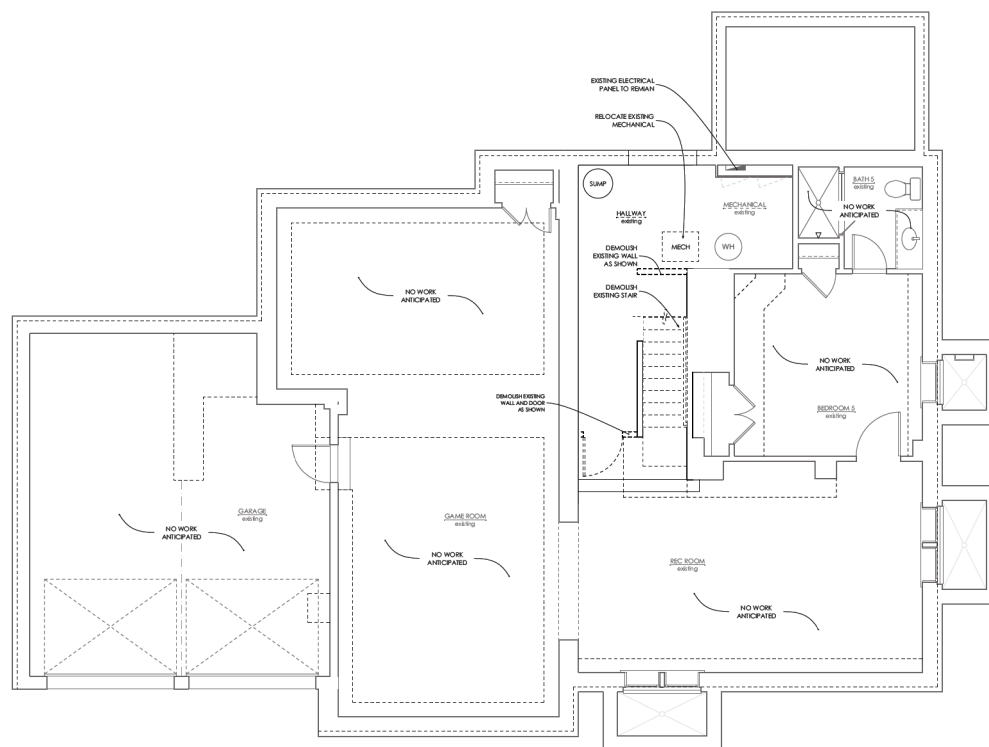 EXISTING ELECTRICAL
PANEL TO REMIAN
RELOCATE EXISTING
MECHANICAL
SUMP
HALLWAY
existing
MECHANICAL
existing
BATH 5
existing
NO WORK
ANTICIPATED
MECH
WH
DEMOLISH
EXISTING WALL
AS SHOWN
DEMOLISH
EXISTING STAIR
NO WORK
ANTICIPATED
NO WORK
ANTICIPATED
DEMOLISH EXISTING
WALL AND DOOR
AS SHOWN
BEDROOM 5
existing
GARAGE
existing
NO WORK
ANTICIPATED
GAME ROOM
existing
NO WORK
ANTICIPATED
REC ROOM
existing
NO WORK
ANTICIPATED